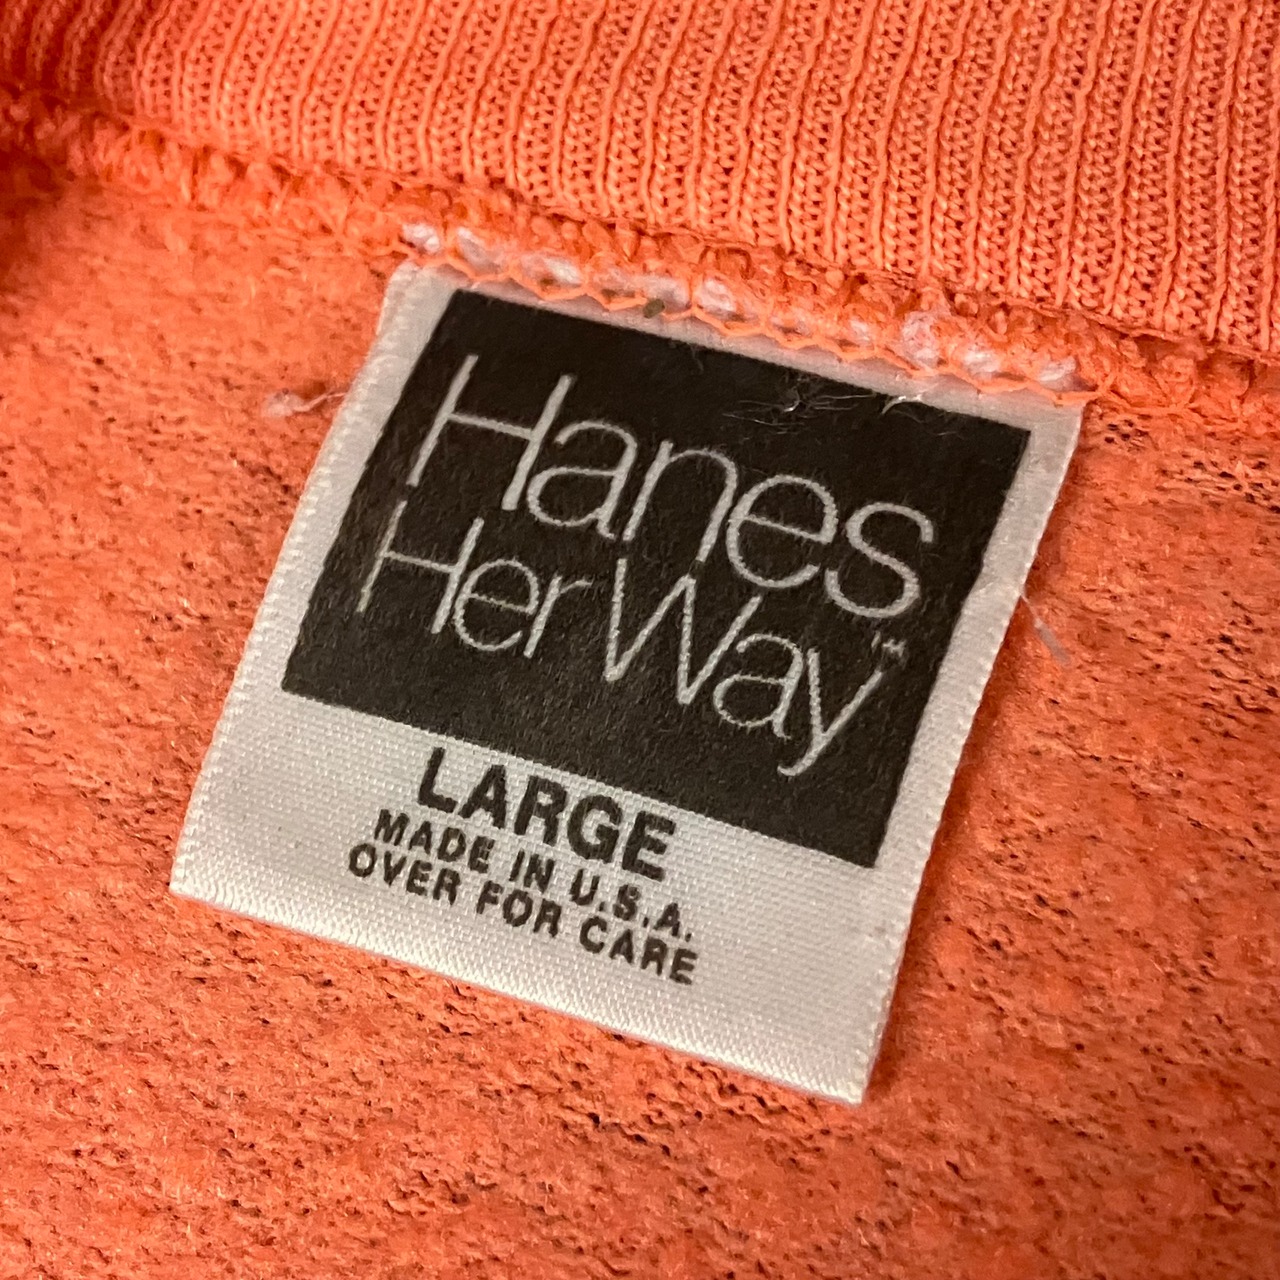 Hanes
Her Way™
LARGE
MADE IN U.S.A.
OVER FOR CARE